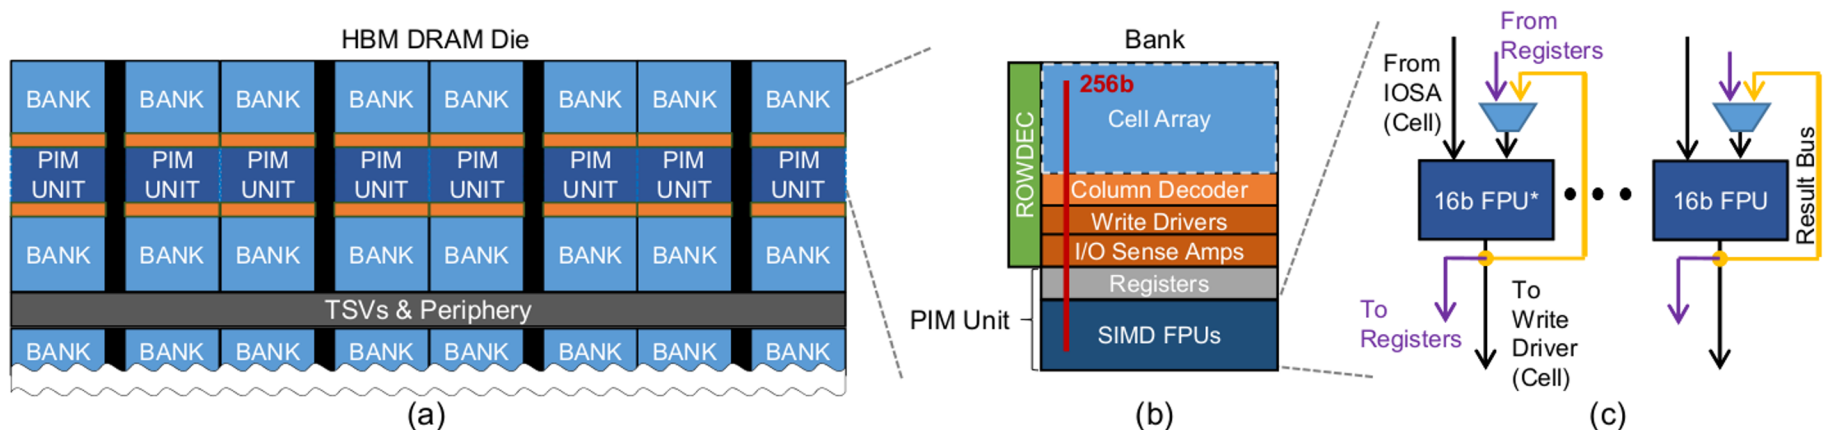 HBM DRAM Die
BANK BANK BANK BANK BANK BANK BANK BANK
PIM UNIT PIM UNIT PIM UNIT PIM UNIT PIM UNIT PIM UNIT PIM UNIT PIM UNIT
BANK BANK BANK BANK BANK BANK BANK BANK
TSVs & Periphery
BANK BANK BANK BANK BANK BANK BANK BANK
(a)
Bank
ROWDEC
256b
Cell Array
Column Decoder
Write Drivers
I/O Sense Amps
Registers
PIM Unit
SIMD FPUs
(b)
From
Registers
From
IOSA
(Cell)
16b FPU*
• • •
16b FPU
Result Bus
To
Registers
To
Write
Driver
(Cell)
(c)